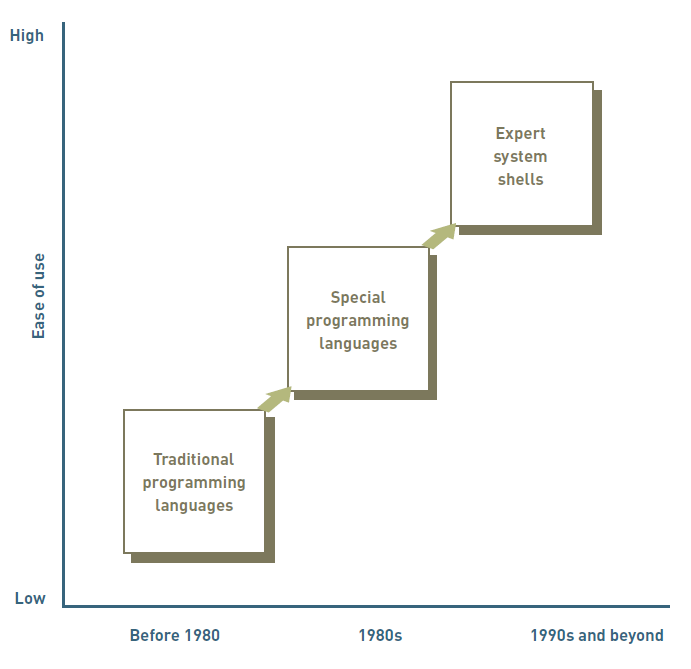 High
Expert
system
shells
Ease of use
Special
programming
languages
Traditional
programming
languages
Low
Before 1980
1980s
1990s and beyond